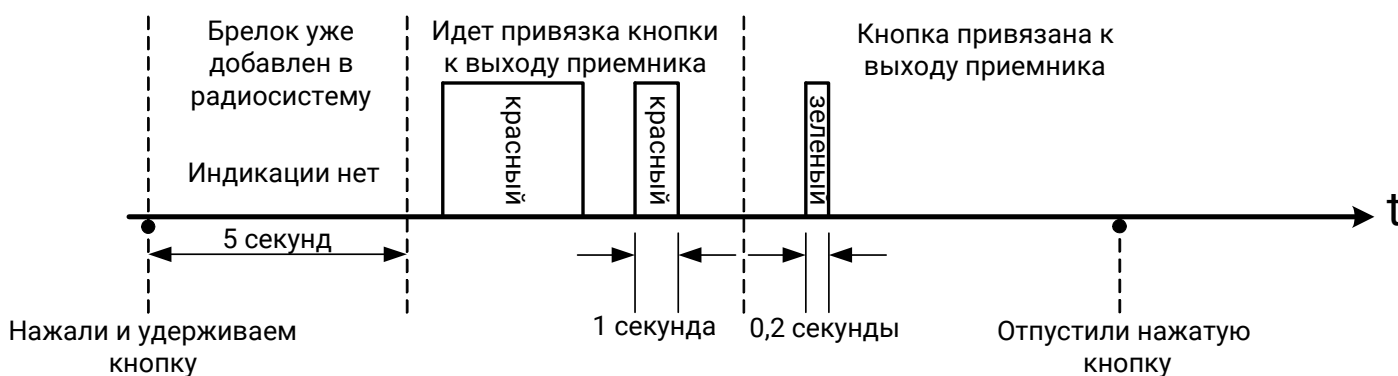 Брелок уже
добавлен в
радиосистему
Индикации нет
Идет привязка кнопки
к выходу приемника
красный
красный
Кнопка привязана к
выходу приемника
зеленый
t
5 секунд
1 секунда
0,2 секунды
Нажали и удерживаем
кнопку
Отпустили нажатую
кнопку